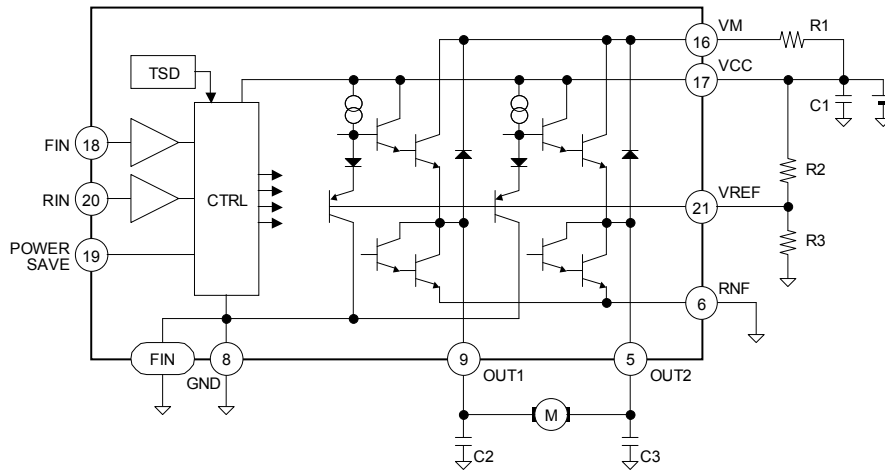 VM
R1
16
TSD
VCC
17
C1
FIN
18
R2
RIN
20
CTRL
VREF
21
POWER
SAVE
19
R3
RNF
6
FIN
8
GND
9
OUT1
5
OUT2
M
C2
C3